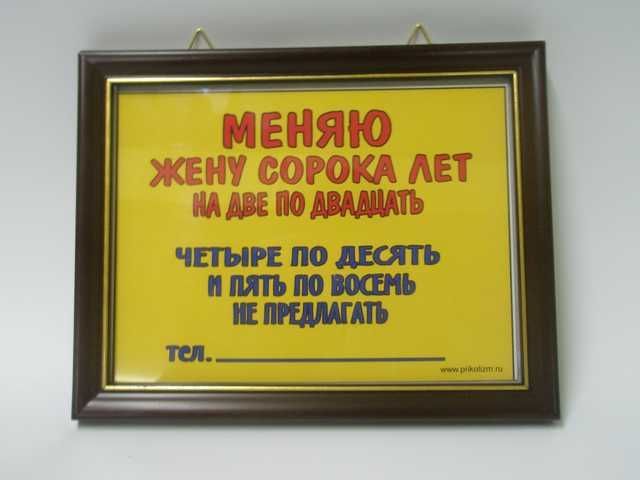 МЕНЯЮ
ЖЕНУ СОРОКА ЛЕТ
НА ДВЕ ПО ДВАДЦАТЬ
ЧЕТЫРЕ ПО ДЕСЯТЬ
И ПЯТЬ ПО ВОСЕМЬ
НЕ ПРЕДЛАГАТЬ
тел.
www.prikolizm.ru